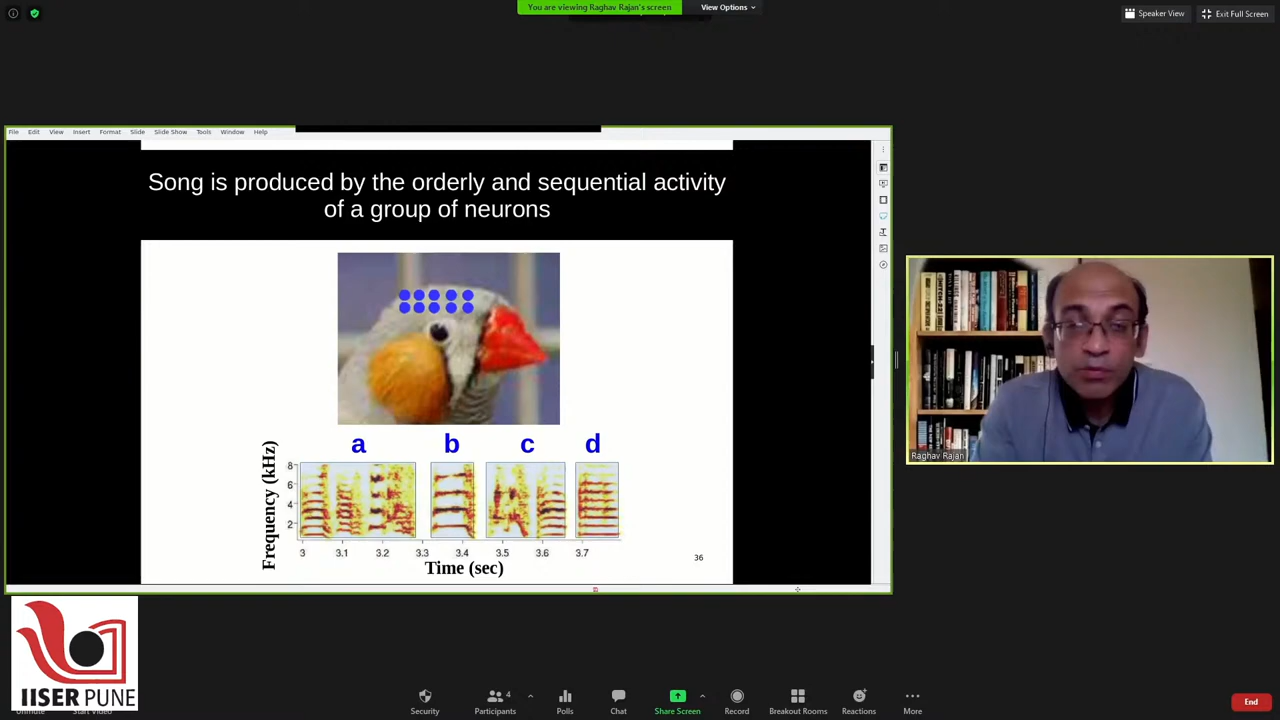 You are viewing Raghav Rajan's screen
View Options
Speaker View
Exit Full Screen
File Edit View Insert Format Slide Slide Show Tools Window Help
Song is produced by the orderly and sequential activity
of a group of neurons
a b c d
Frequency (kHz)
8
6
4
2
3 3.1 3.2 3.3 3.4 3.5 3.6 3.7
Time (sec)
36
Raghav Rajan
IISER PUNE
Unmute Start Video Security Participants 4 Polls Chat Share Screen Record Breakout Rooms Reactions More End